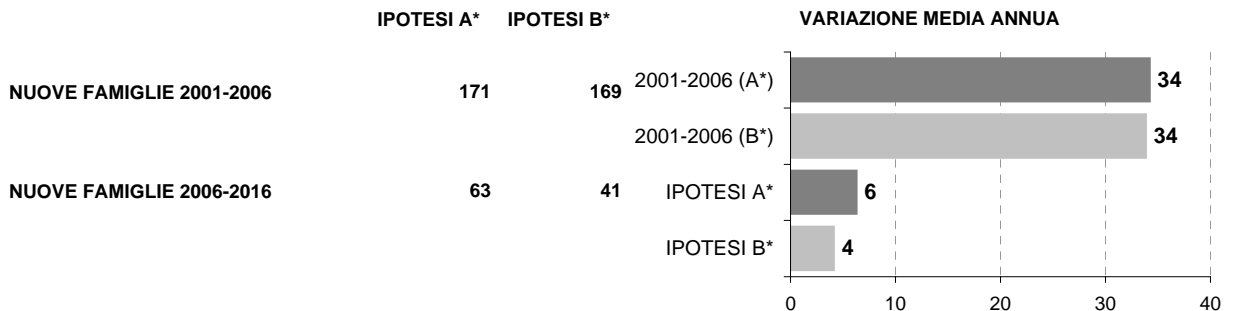 IPOTESI A* IPOTESI B* VARIAZIONE MEDIA ANNUA
NUOVE FAMIGLIE 2001-2006 171 169
NUOVE FAMIGLIE 2006-2016 63 41
2001-2006 (A*) 34
2001-2006 (B*) 34
IPOTESI A* 6
IPOTESI B* 4
0 10 20 30 40